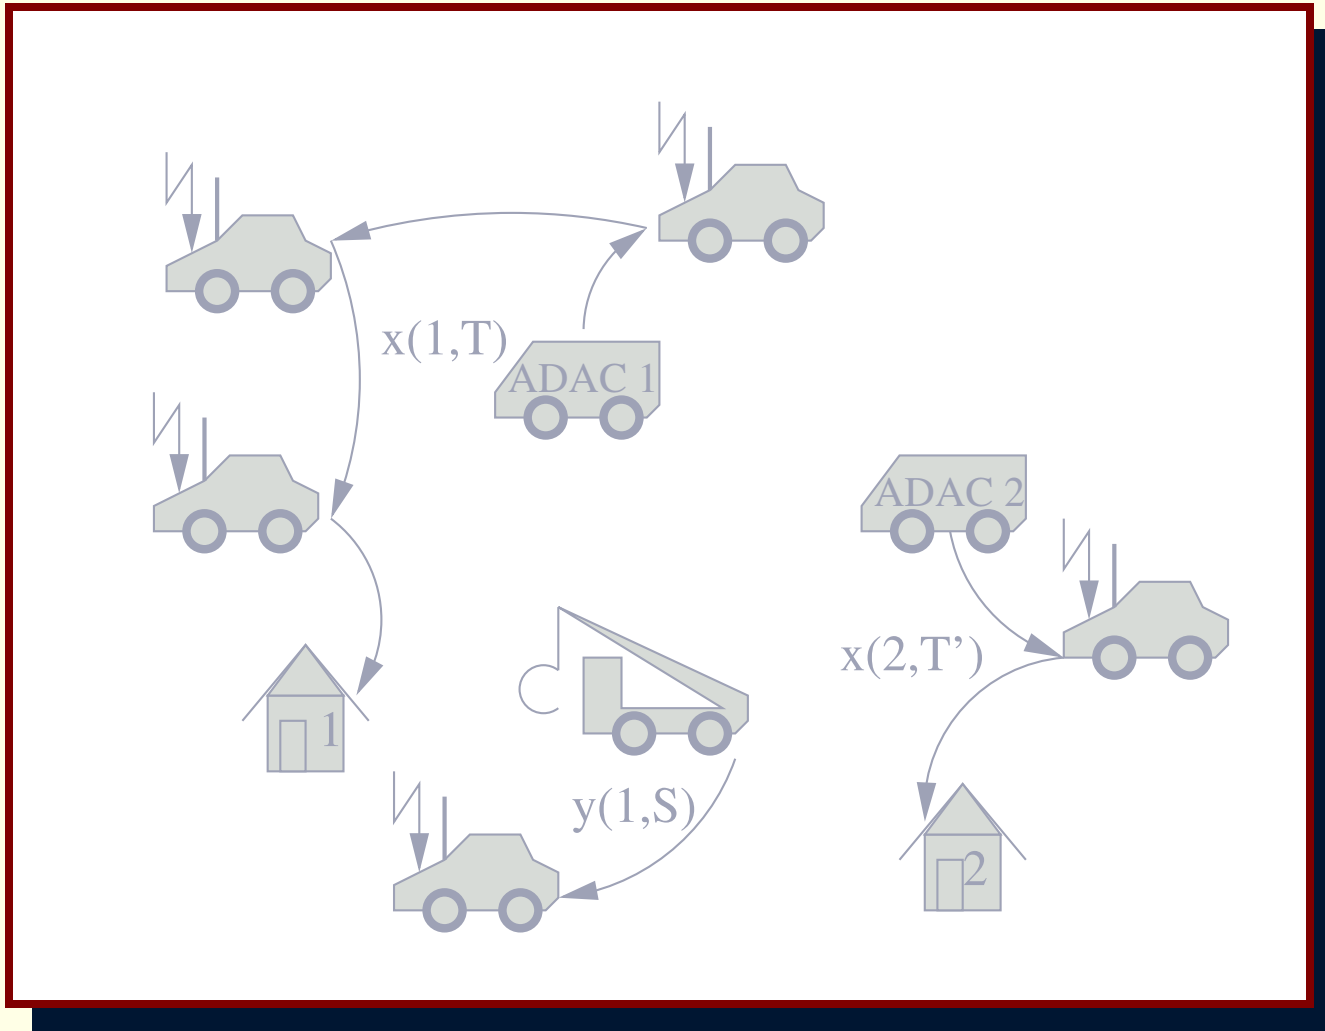 x(1,T)
ADAC 1
ADAC 2
x(2,T’)
1
y(1,S)
2